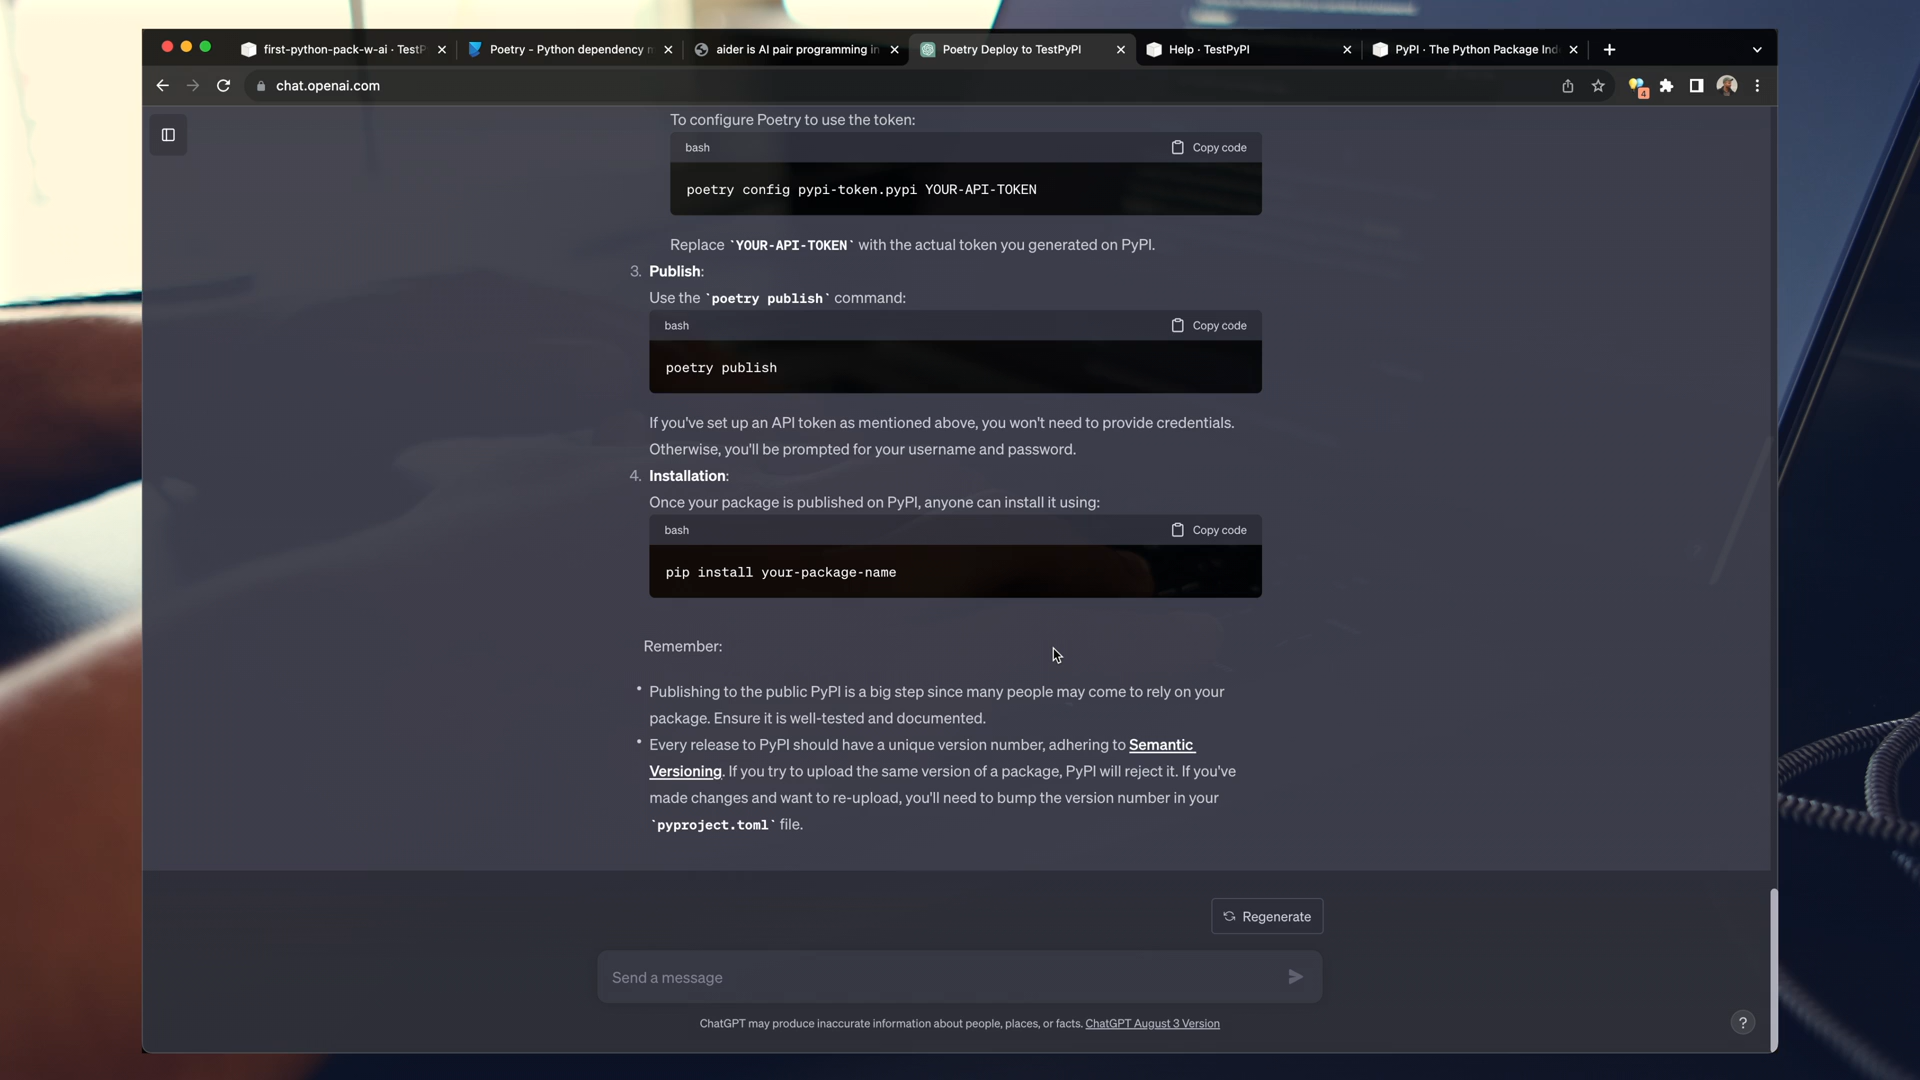 first-python-pack-w-ai · TestP
Poetry - Python dependency m
aider is AI pair programming in
Poetry Deploy to TestPyPI
Help · TestPyPI
PyPI · The Python Package Ind
chat.openai.com
4
To configure Poetry to use the token:
bash
Copy code
poetry config pypi-token.pypi YOUR-API-TOKEN
Replace `YOUR-API-TOKEN` with the actual token you generated on PyPI.
3. Publish:
Use the `poetry publish` command:
bash
Copy code
poetry publish
If you've set up an API token as mentioned above, you won't need to provide credentials.
Otherwise, you'll be prompted for your username and password.
4. Installation:
Once your package is published on PyPI, anyone can install it using:
bash
Copy code
pip install your-package-name
Remember:
• Publishing to the public PyPI is a big step since many people may come to rely on your
package. Ensure it is well-tested and documented.
• Every release to PyPI should have a unique version number, adhering to Semantic
Versioning. If you try to upload the same version of a package, PyPI will reject it. If you've
made changes and want to re-upload, you'll need to bump the version number in your
`pyproject.toml` file.
Regenerate
Send a message
ChatGPT may produce inaccurate information about people, places, or facts. ChatGPT August 3 Version
?